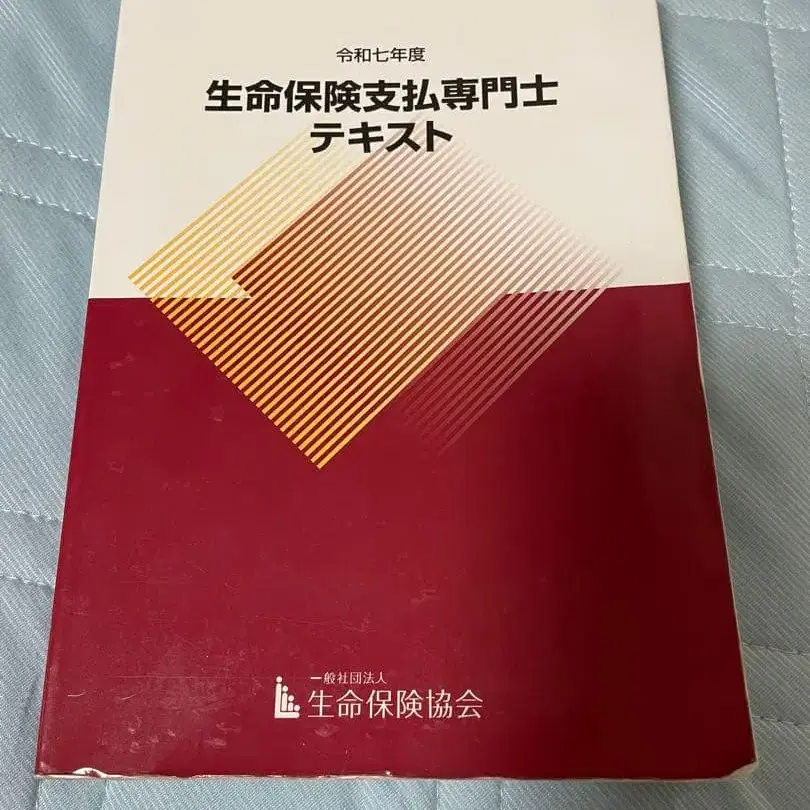 令和七年度
生命保険支払専門士
テキスト
一般社団法人
生命保険協会